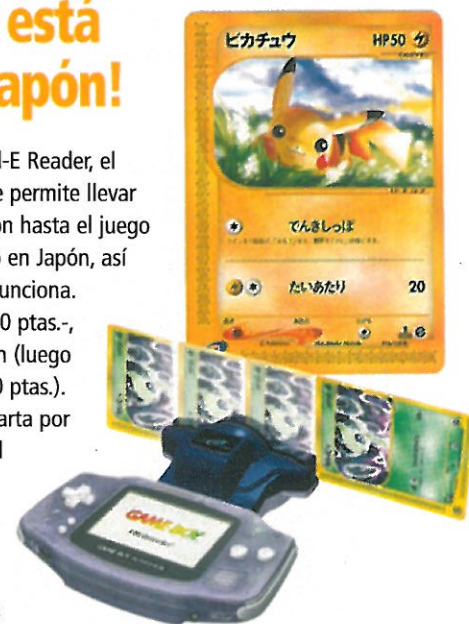 está
apón!
l-E Reader, el
e permite llevar
ón hasta el juego
o en Japón, así
unciona.
0 ptas.-,
n (luego
0 ptas.).
arta por
l
ピカチュウ HP50
でんきしっぽ
たいあたり 20
GAME BOY